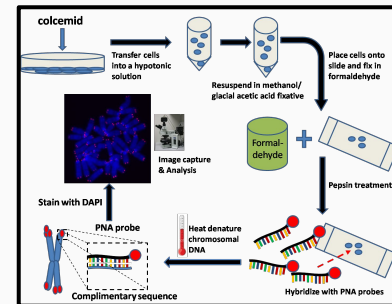 colcemid
Transfer cells
into a hypotonic
solution
Resuspend in methanol/
glacial acetic acid fixative
Place cells onto
slide and fix in
formaldehyde
Formal-
dehyde
Pepsin treatment
Hybridize with PNA probes
Heat denature
chromosomal
DNA
PNA probe
Complimentary sequence
Stain with DAPI
Image capture
& Analysis